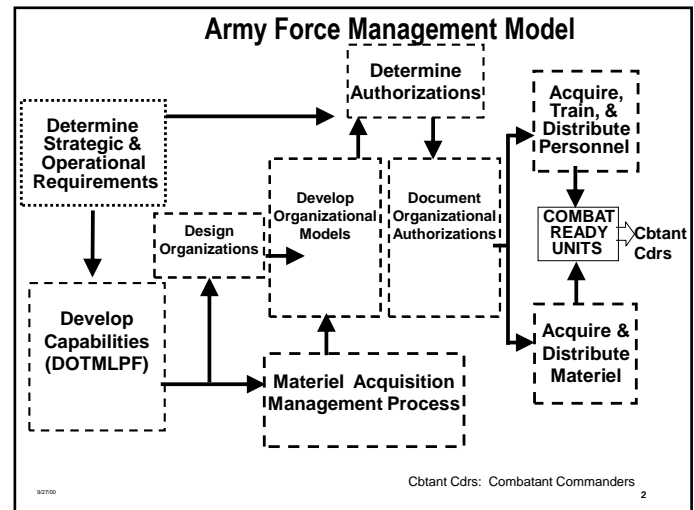 Army Force Management Model
Determine
Authorizations
Determine
Strategic &
Operational
Requirements
Acquire,
Train, &
Distribute
Personnel
Design
Organizations
Develop
Organizational
Models
Document
Organizational
Authorizations
COMBAT
READY
UNITS
Cbtant
Cdrs
Develop
Capabilities
(DOTMLPF)
Materiel Acquisition
Management Process
Acquire &
Distribute
Materiel
Cbtant Cdrs: Combatant Commanders
9/27/00
2